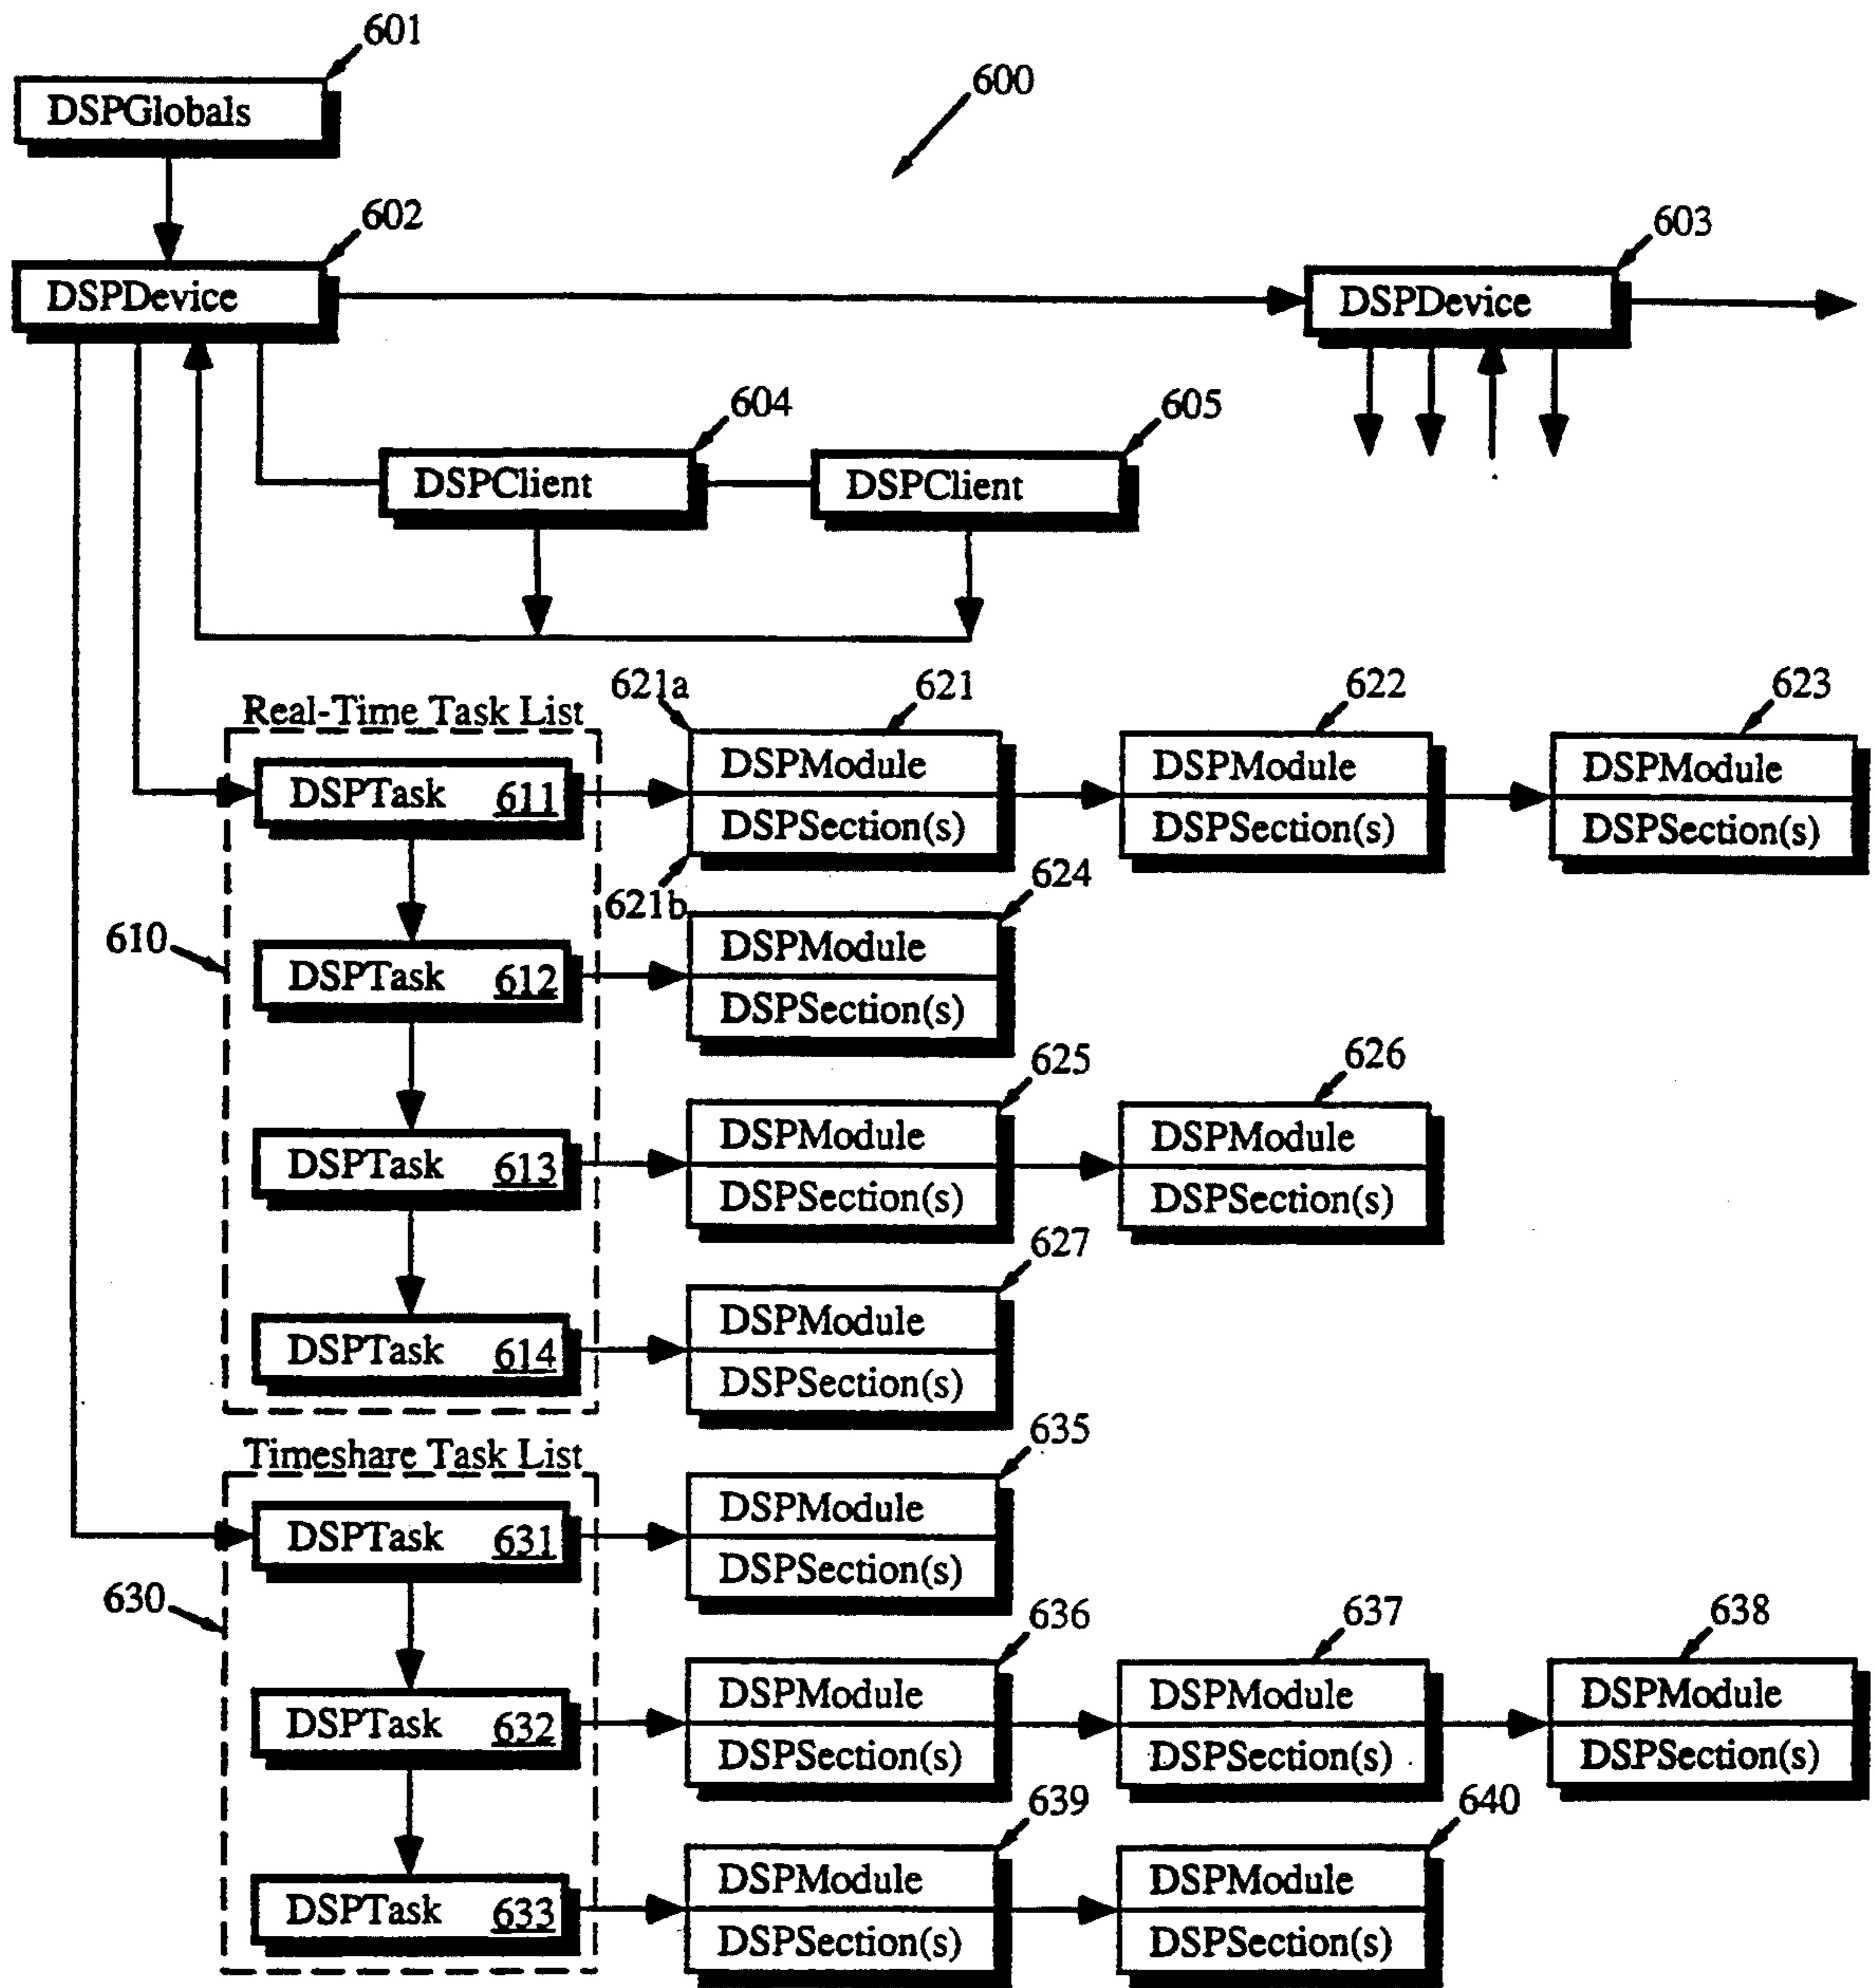 601
DSPGlobals
600
602
603
DSPDevice
DSPDevice
604
605
DSPClient
DSPClient
Real-Time Task List
621a
621
622
623
DSPTask 611
DSPModule
DSPSection(s)
DSPModule
DSPSection(s)
DSPModule
DSPSection(s)
621b
624
610
DSPTask 612
DSPModule
DSPSection(s)
625
626
DSPTask 613
DSPModule
DSPSection(s)
DSPModule
DSPSection(s)
627
DSPTask 614
DSPModule
DSPSection(s)
Timeshare Task List
635
DSPTask 631
DSPModule
DSPSection(s)
630
636
637
638
DSPTask 632
DSPModule
DSPSection(s)
DSPModule
DSPSection(s)
DSPModule
DSPSection(s)
639
640
DSPTask 633
DSPModule
DSPSection(s)
DSPModule
DSPSection(s)